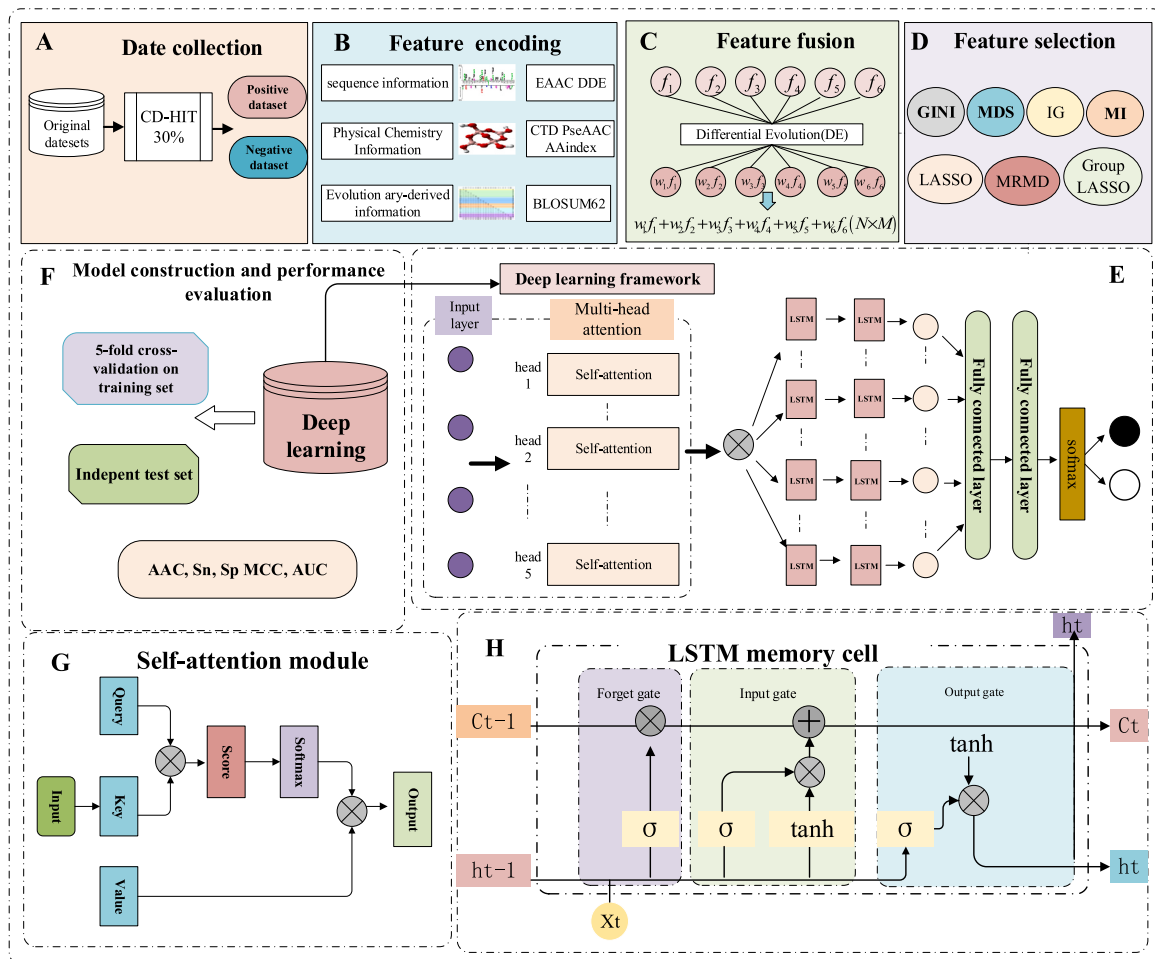 A
Date collection
Original
datesets
CD-HIT
30%
Positive
dataset
Negative
dataset
B
Feature encoding
sequence information
EAAC DDE
Physical Chemistry
Information
CTD PseAAC
AAindex
Evolution ary-derived
information
BLOSUM62
C
Feature fusion
f1 f2 f3 f4 f5 f6
Differential Evolution(DE)
w1f1 w2f2 w3f3 w4f4 w5f5 w6f6
w1f1+w2f2+w3f3+w4f4+w5f5+w6f6(N×M)
D
Feature selection
GINI
MDS
IG
MI
LASSO
MRMD
Group
LASSO
F
Model construction and performance
evaluation
5-fold cross-
validation on
training set
Deep
learning
Indepent test set
AAC, Sn, Sp MCC, AUC
E
Deep learning framework
Input
layer
Multi-head
attention
head
1
Self-attention
head
2
Self-attention
Self-attention
head
5
Self-attention
LSTM
LSTM
LSTM
LSTM
LSTM
LSTM
LSTM
LSTM
Fully connected layer
Fully connected layer
sofmax
G
Self-attention module
Query
Input
Key
Value
Score
Softmax
Output
H
LSTM memory cell
ht
Forget gate
Input gate
Output gate
Ct-1
Ct
tanh
σ
σ
tanh
σ
ht-1
ht
Xt